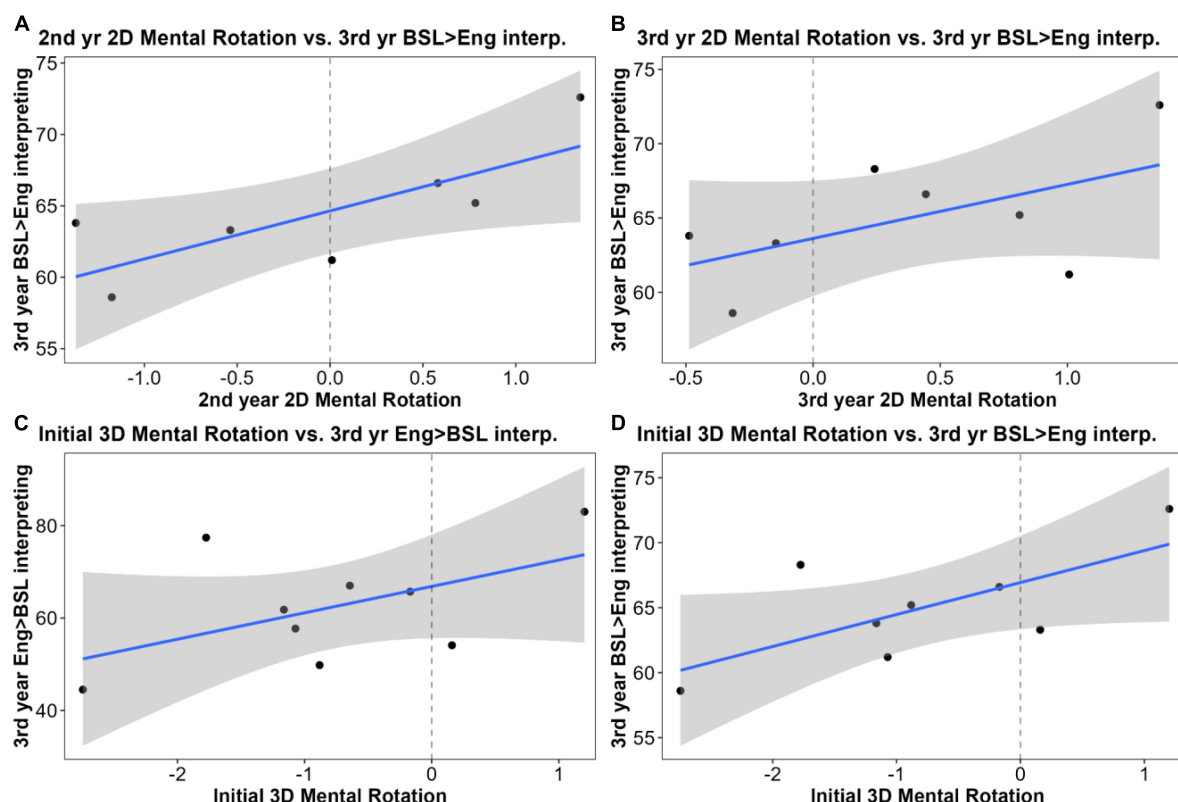 A
2nd yr 2D Mental Rotation vs. 3rd yr BSL>Eng interp.
3rd year BSL>Eng interpreting
75
70
65
60
55
-1.0
-0.5
0.0
0.5
1.0
2nd year 2D Mental Rotation
B
3rd yr 2D Mental Rotation vs. 3rd yr BSL>Eng interp.
3rd year BSL>Eng interpreting
75
70
65
60
-0.5
0.0
0.5
1.0
3rd year 2D Mental Rotation
C
Initial 3D Mental Rotation vs. 3rd yr Eng>BSL interp.
3rd year Eng>BSL interpreting
80
60
40
-2
-1
0
1
Initial 3D Mental Rotation
D
Initial 3D Mental Rotation vs. 3rd yr BSL>Eng interp.
3rd year BSL>Eng interpreting
75
70
65
60
55
-2
-1
0
1
Initial 3D Mental Rotation